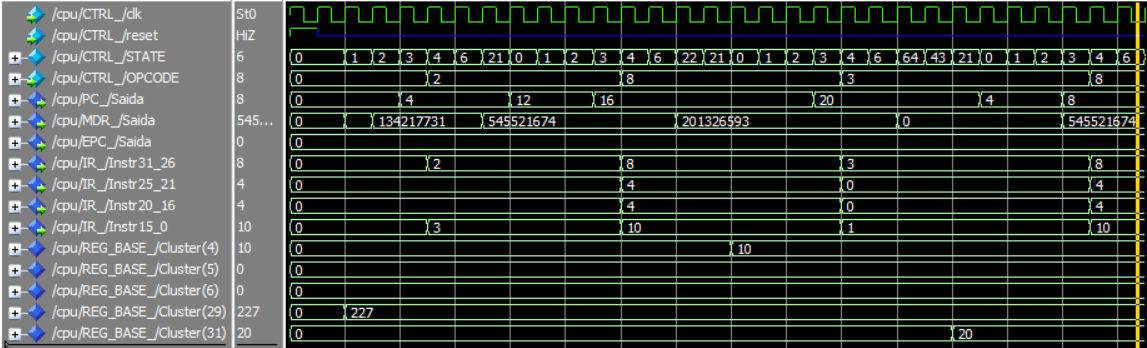 /cpu/CTRL_/clk St0
/cpu/CTRL_/reset HiZ
/cpu/CTRL_/STATE 6 0 1 2 3 4 6 21 0 1 2 3 4 6 22 21 0 1 2 3 4 6 64 43 21 0 1 2 3 4 6
/cpu/CTRL_/OPCODE 8 0 2 8 3 8
/cpu/PC_/Saida 8 0 4 12 16 20 4 8
/cpu/MDR_/Saida 545... 0 134217731 545521674 201326593 0 545521674
/cpu/EPC_/Saida 0 0
/cpu/IR_/Instr31_26 8 0 2 8 3 8
/cpu/IR_/Instr25_21 4 0 4 0 4
/cpu/IR_/Instr20_16 4 0 4 0 4
/cpu/IR_/Instr15_0 10 0 3 10 1 10
/cpu/REG_BASE_/Cluster(4) 10 0 10
/cpu/REG_BASE_/Cluster(5) 0 0
/cpu/REG_BASE_/Cluster(6) 0 0
/cpu/REG_BASE_/Cluster(29) 227 0 227
/cpu/REG_BASE_/Cluster(31) 20 0 20